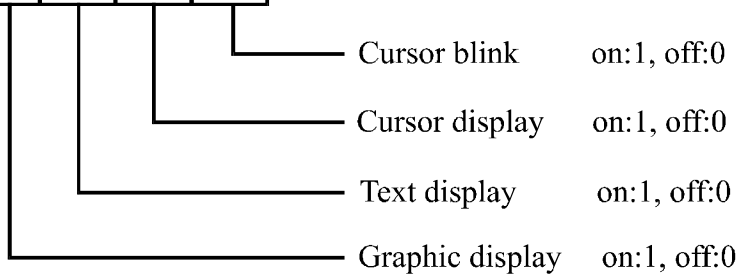 Cursor blink on:1, off:0
Cursor display on:1, off:0
Text display on:1, off:0
Graphic display on:1, off:0